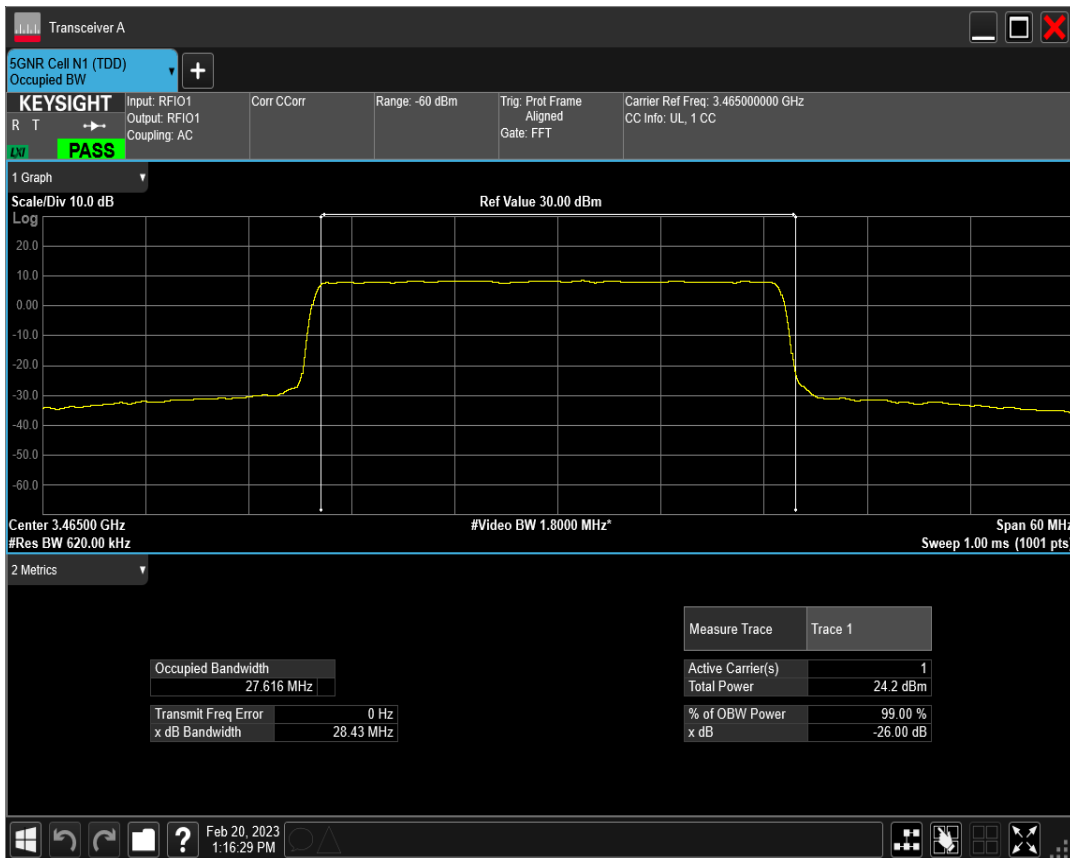 Transceiver A
5GNR Cell N1 (TDD)
Occupied BW
KEYSIGHT
R T
LXI
PASS
Input: RFIO1
Output: RFIO1
Coupling: AC
Corr CCorr
Range: -60 dBm
Trig: Prot Frame
Aligned
Gate: FFT
Carrier Ref Freq: 3.465000000 GHz
CC Info: UL, 1 CC
1 Graph
Scale/Div 10.0 dB
Ref Value 30.00 dBm
Log
20.0
10.0
0.00
-10.0
-20.0
-30.0
-40.0
-50.0
-60.0
Center 3.46500 GHz
#Video BW 1.8000 MHz*
Span 60 MHz
#Res BW 620.00 kHz
Sweep 1.00 ms (1001 pts)
2 Metrics
Measure Trace Trace 1
Occupied Bandwidth
27.616 MHz
Active Carrier(s) 1
Total Power 24.2 dBm
Transmit Freq Error 0 Hz
x dB Bandwidth 28.43 MHz
% of OBW Power 99.00 %
x dB -26.00 dB
?
Feb 20, 2023
1:16:29 PM